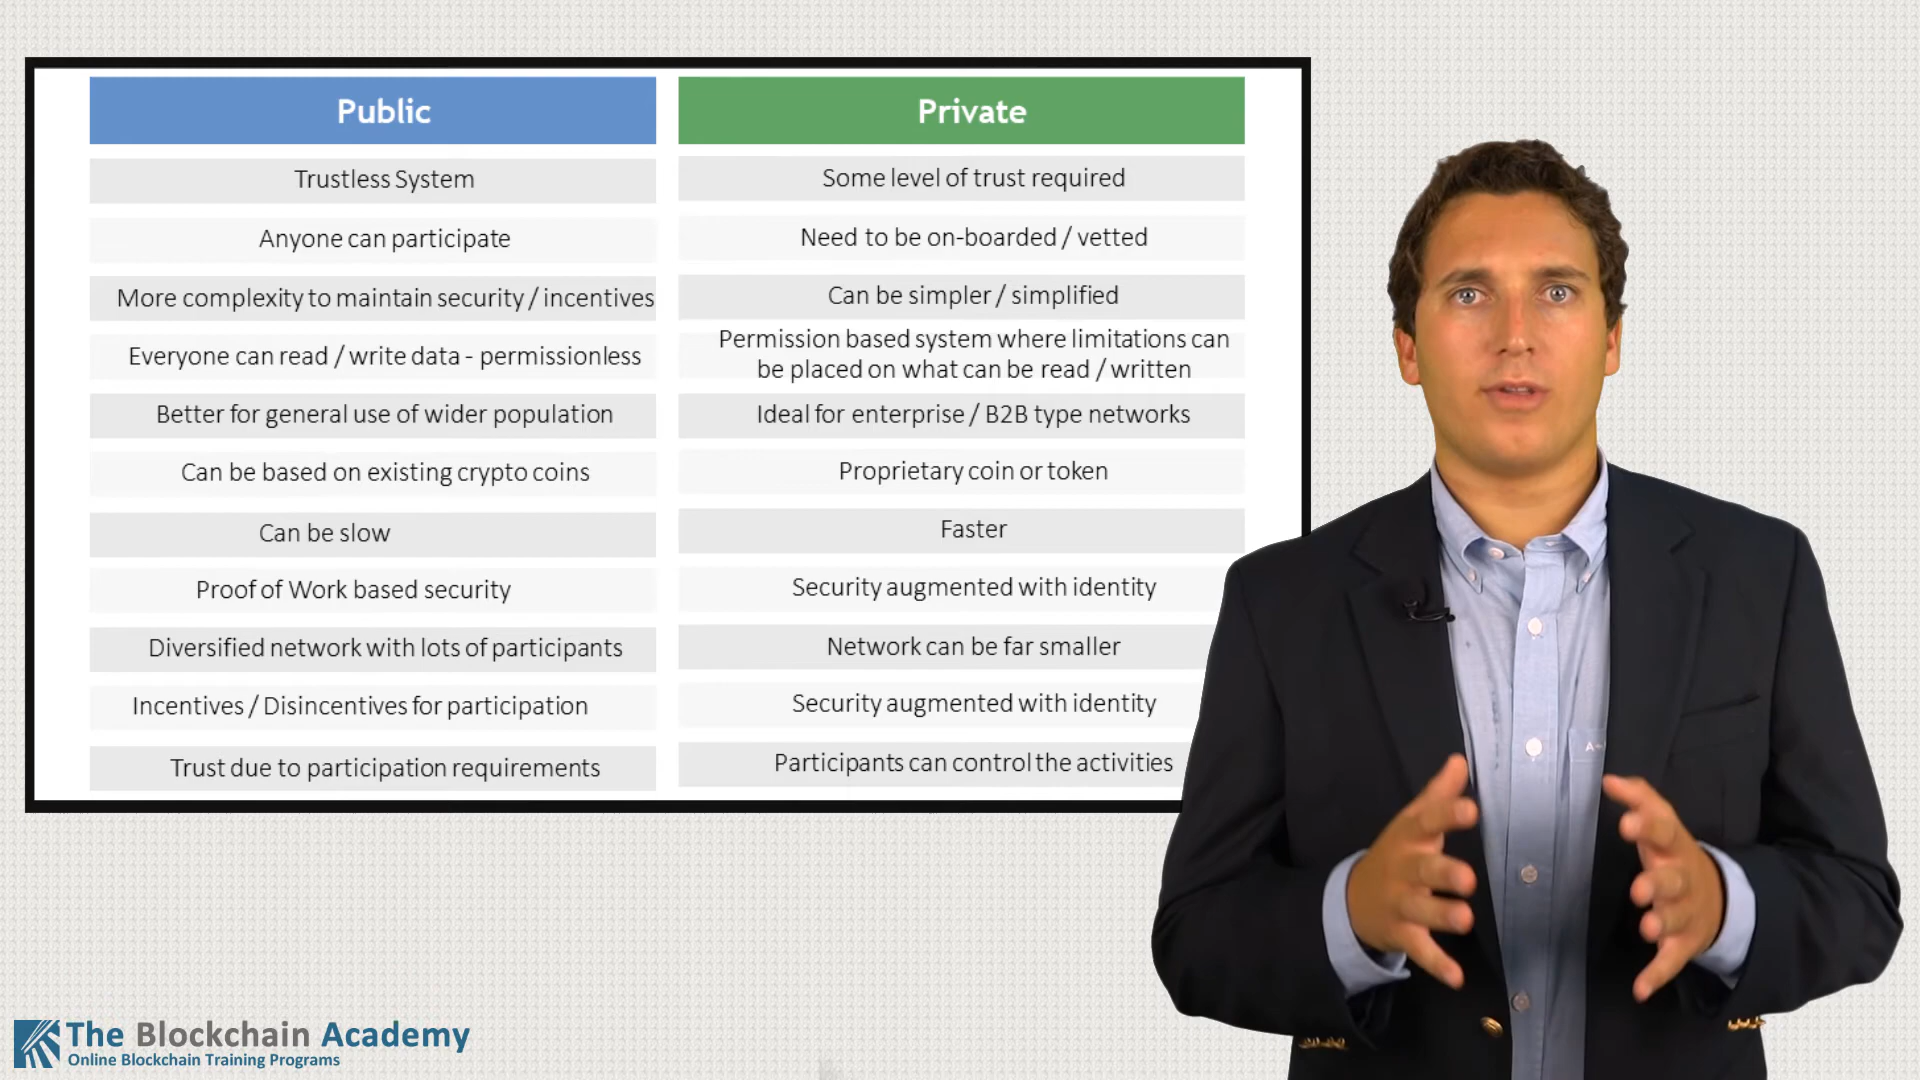 Public
Private
Trustless System
Some level of trust required
Anyone can participate
Need to be on-boarded / vetted
More complexity to maintain security / incentives
Can be simpler / simplified
Everyone can read / write data - permissionless
Permission based system where limitations can
be placed on what can be read / written
Better for general use of wider population
Ideal for enterprise / B2B type networks
Can be based on existing crypto coins
Proprietary coin or token
Can be slow
Faster
Proof of Work based security
Security augmented with identity
Diversified network with lots of participants
Network can be far smaller
Incentives / Disincentives for participation
Security augmented with identity
Trust due to participation requirements
Participants can control the activities
The Blockchain Academy
Online Blockchain Training Programs